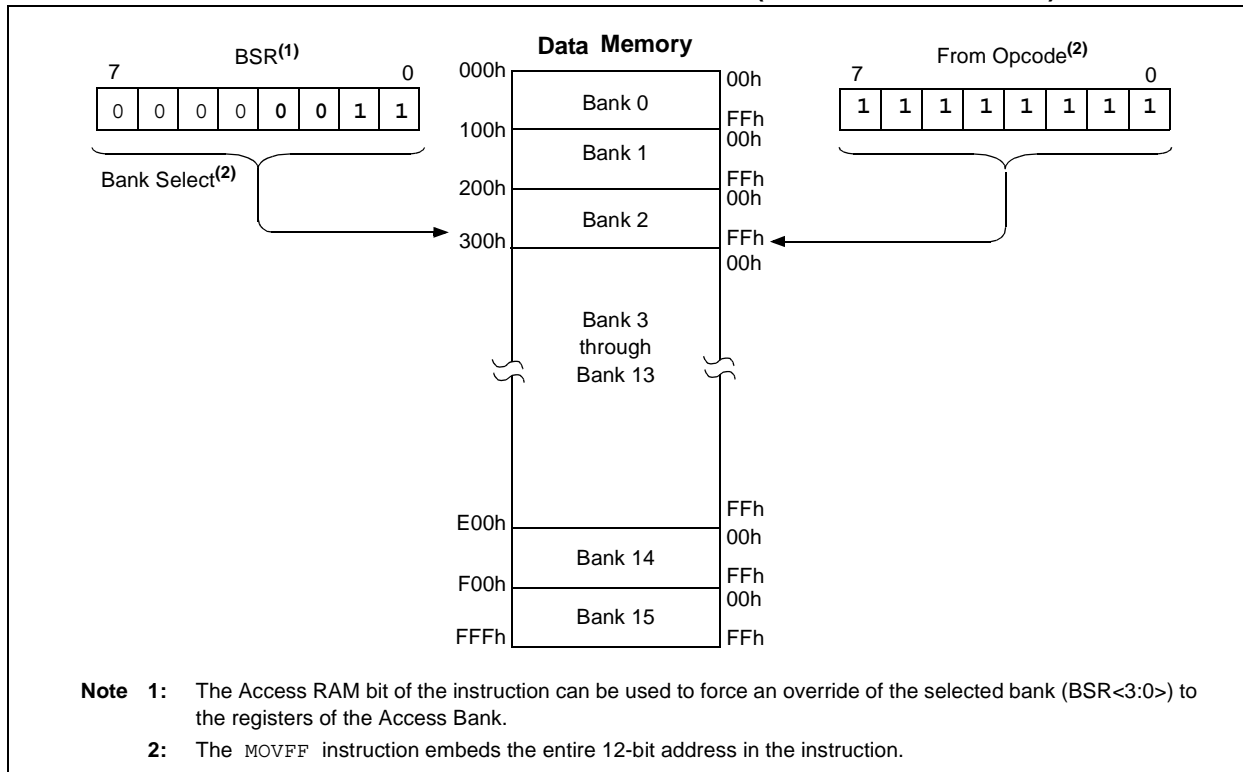 BSR(1)
7 0
0 0 0 0 0 0 1 1
Bank Select(2)
Data Memory
000h
00h
Bank 0
FFh
100h
00h
Bank 1
FFh
200h
00h
Bank 2
300h
FFh
00h
Bank 3
through
Bank 13
FFh
E00h
00h
Bank 14
FFh
F00h
00h
Bank 15
FFFh
FFh
From Opcode(2)
7 0
1 1 1 1 1 1 1 1
Note 1: The Access RAM bit of the instruction can be used to force an override of the selected bank (BSR<3:0>) to
the registers of the Access Bank.
2: The MOVFF instruction embeds the entire 12-bit address in the instruction.